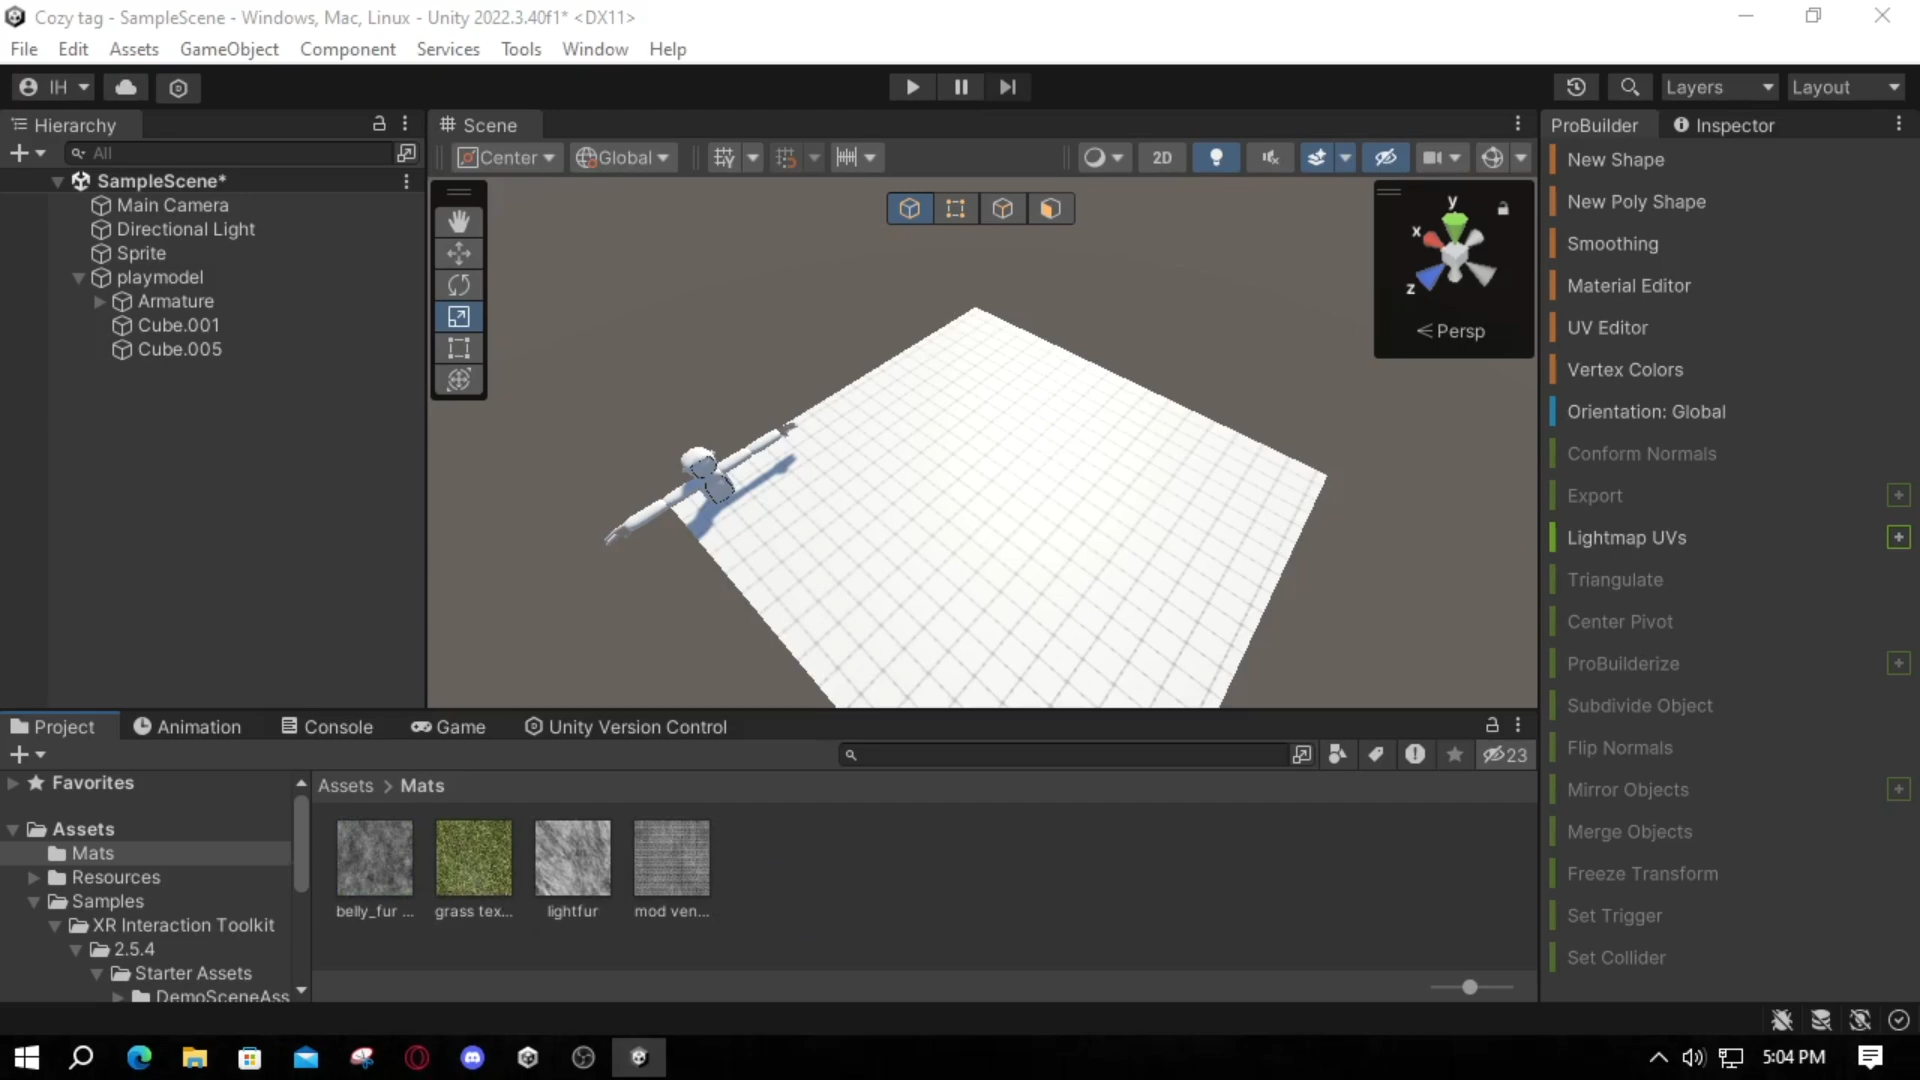 Cozy tag - SampleScene - Windows, Mac, Linux - Unity 2022.3.40f1* <DX11>
File Edit Assets GameObject Component Services Tools Window Help
IH Layers Layout
Hierarchy
All
SampleScene*
Main Camera
Directional Light
Sprite
playmodel
Armature
Cube.001
Cube.005
Scene
Center Global 2D
y
x
z
Persp
ProBuilder Inspector
New Shape
New Poly Shape
Smoothing
Material Editor
UV Editor
Vertex Colors
Orientation: Global
Conform Normals
Export
Lightmap UVs
Triangulate
Center Pivot
ProBuilderize
Subdivide Object
Flip Normals
Mirror Objects
Merge Objects
Freeze Transform
Set Trigger
Set Collider
Project Animation Console Game Unity Version Control
23
Favorites
Assets
Mats
Resources
Samples
XR Interaction Toolkit
2.5.4
Starter Assets
DemoSceneAss
Assets > Mats
belly_fur ... grass tex... lightfur mod ven...
5:04 PM